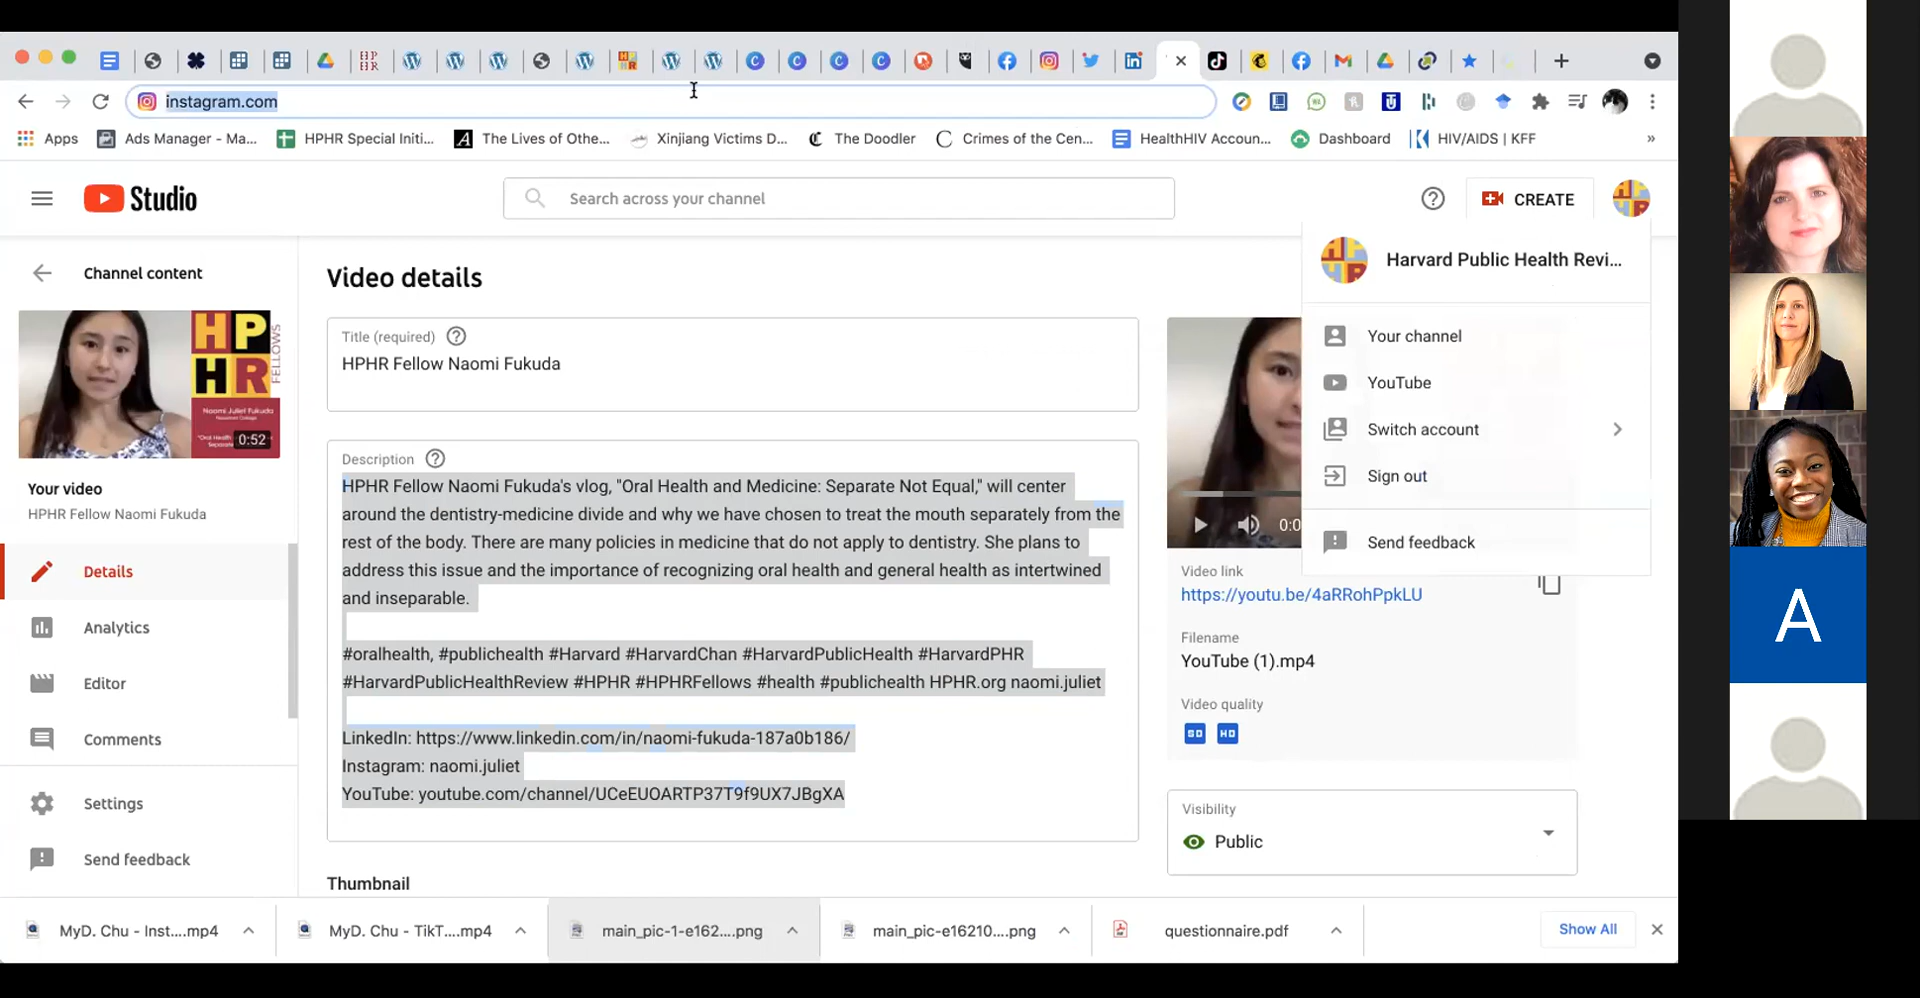 instagram.com
Apps
Ads Manager - Ma...
HPHR Special Initi...
The Lives of Othe...
Xinjiang Victims D...
The Doodler
Crimes of the Cen...
HealthHIV Accoun...
Dashboard
HIV/AIDS | KFF
»
Studio
Search across your channel
CREATE
Harvard Public Health Revi...
Your channel
YouTube
Switch account
Sign out
Send feedback
Channel content
HP
HR
FELLOWS
Naomi Juliet Fukuda
0:52
Your video
HPHR Fellow Naomi Fukuda
Details
Analytics
Editor
Comments
Settings
Send feedback
Video details
Title (required)
HPHR Fellow Naomi Fukuda
Description
HPHR Fellow Naomi Fukuda's vlog, "Oral Health and Medicine: Separate Not Equal," will center
around the dentistry-medicine divide and why we have chosen to treat the mouth separately from the
rest of the body. There are many policies in medicine that do not apply to dentistry. She plans to
address this issue and the importance of recognizing oral health and general health as intertwined
and inseparable.
#oralhealth, #publichealth #Harvard #HarvardChan #HarvardPublicHealth #HarvardPHR
#HarvardPublicHealthReview #HPHR #HPHRFellows #health #publichealth HPHR.org naomi.juliet
LinkedIn: https://www.linkedin.com/in/naomi-fukuda-187a0b186/
Instagram: naomi.juliet
YouTube: youtube.com/channel/UCeEUOARTP37T9f9UX7JBgXA
Thumbnail
0:0
Video link
https://youtu.be/4aRRohPpkLU
Filename
YouTube (1).mp4
Video quality
SD HD
Visibility
Public
MyD. Chu - Inst....mp4
MyD. Chu - TikT....mp4
main_pic-1-e162....png
main_pic-e16210....png
questionnaire.pdf
Show All
A